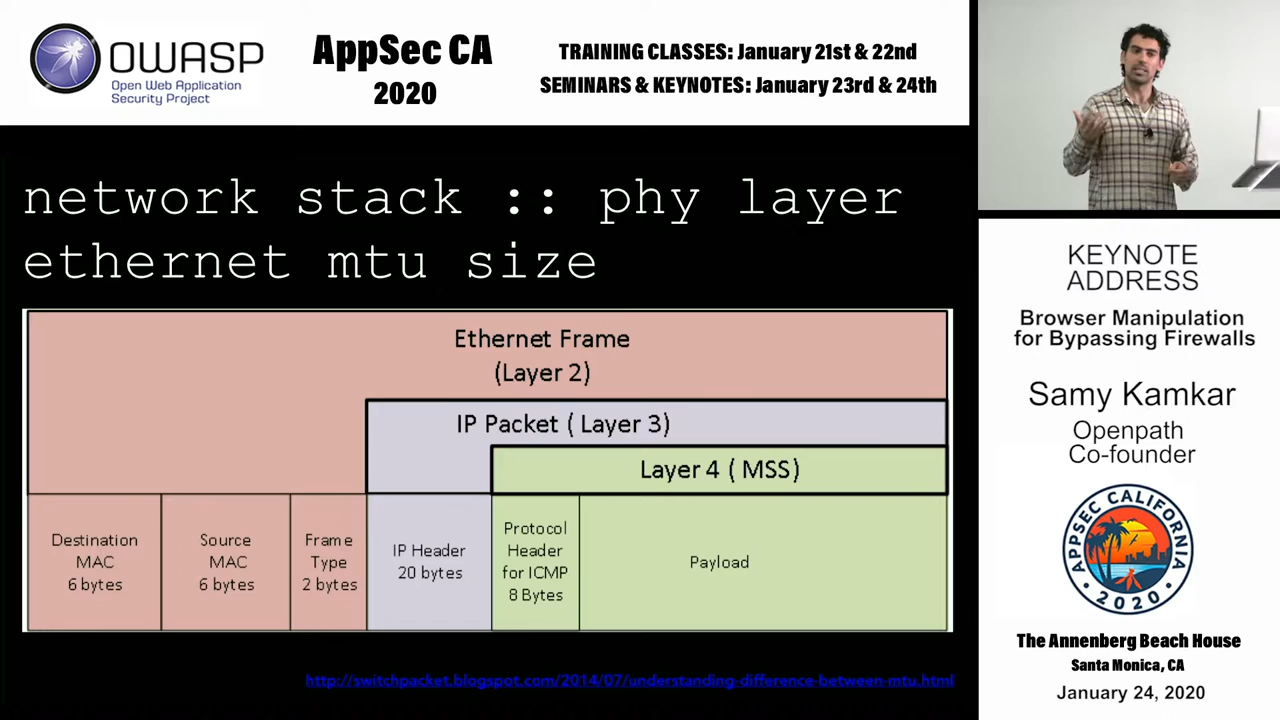 OWASP
Open Web Application
Security Project
AppSec CA
2020
TRAINING CLASSES: January 21st & 22nd
SEMINARS & KEYNOTES: January 23rd & 24th
network stack :: phy layer
ethernet mtu size
Ethernet Frame
(Layer 2)
IP Packet ( Layer 3)
Layer 4 ( MSS)
Destination
MAC
6 bytes
Source
MAC
6 bytes
Frame
Type
2 bytes
IP Header
20 bytes
Protocol
Header
for ICMP
8 Bytes
Payload
http://switchpacket.blogspot.com/2014/07/understanding-difference-between-mtu.html
KEYNOTE
ADDRESS
Browser Manipulation
for Bypassing Firewalls
Samy Kamkar
Openpath
Co-founder
APPSEC CALIFORNIA
2020
The Annenberg Beach House
Santa Monica, CA
January 24, 2020